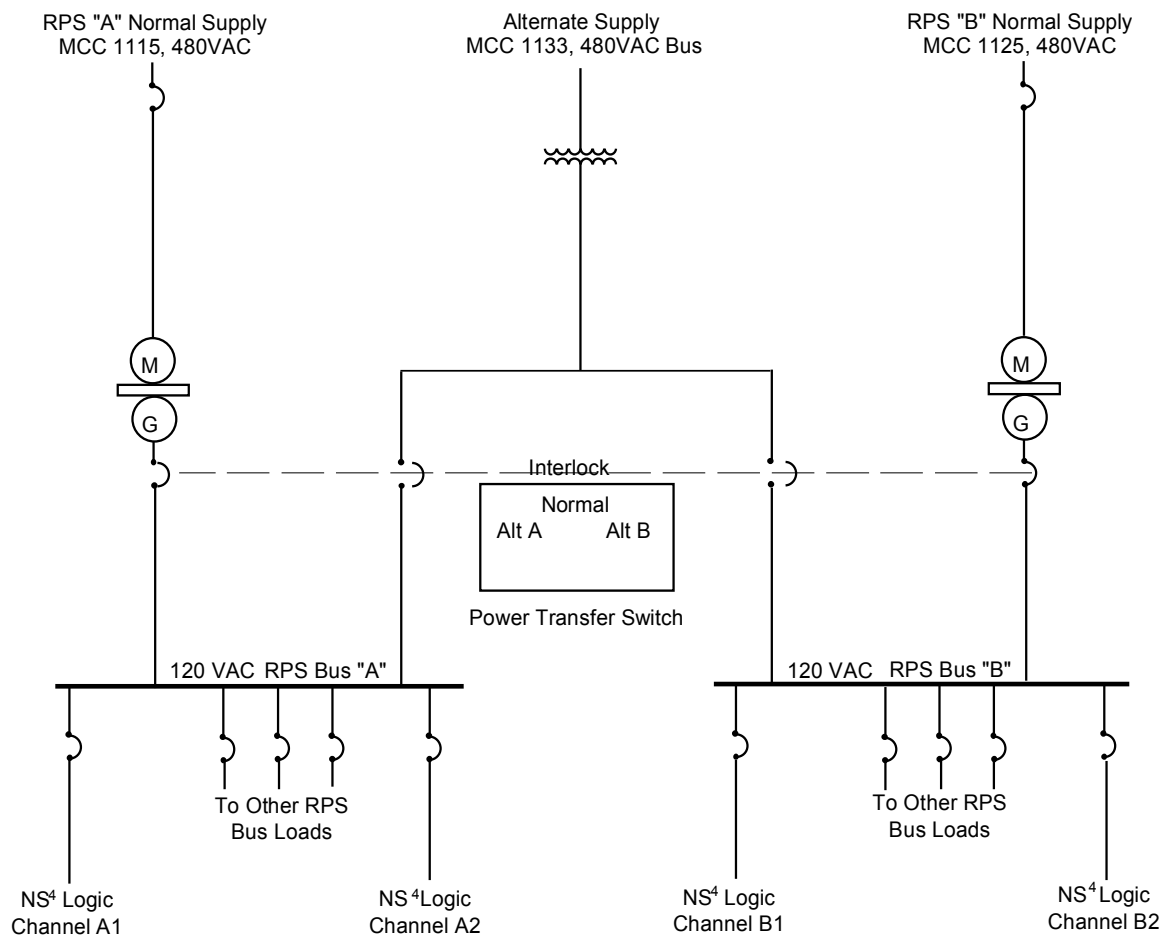 RPS "A" Normal Supply
MCC 1115, 480VAC
Alternate Supply
MCC 1133, 480VAC Bus
RPS "B" Normal Supply
MCC 1125, 480VAC
M
G
M
G
Interlock
Normal
Alt A Alt B
Power Transfer Switch
120 VAC RPS Bus "A"
120 VAC RPS Bus "B"
To Other RPS
Bus Loads
To Other RPS
Bus Loads
NS⁴ Logic
Channel A1
NS⁴ Logic
Channel A2
NS⁴ Logic
Channel B1
NS⁴ Logic
Channel B2